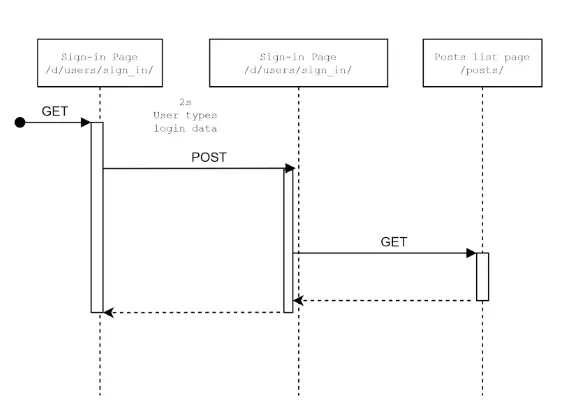 Sign-in Page
/d/users/sign_in/
Sign-in Page
/d/users/sign_in/
Posts list page
/posts/
GET
2s
User types
login data
POST
GET